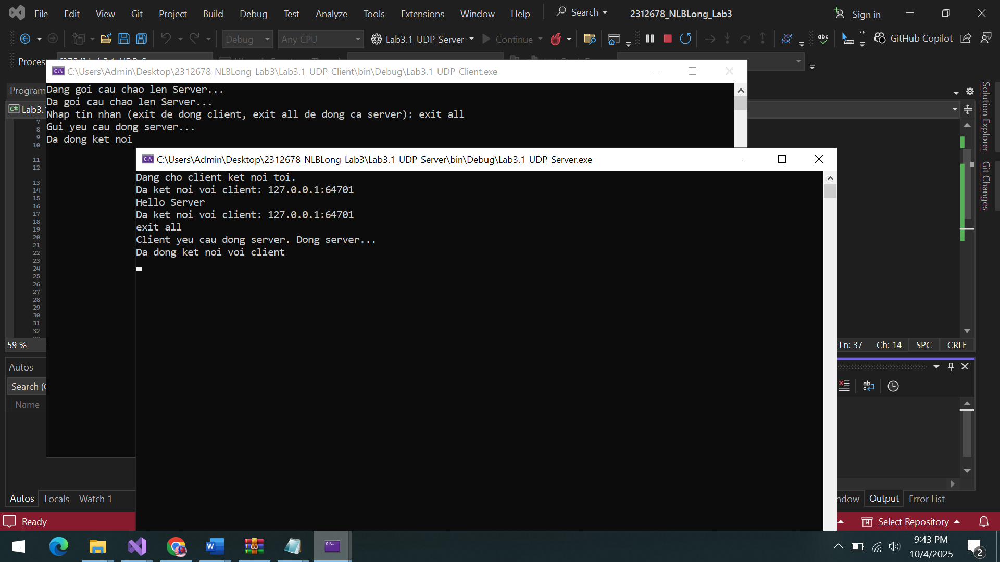 File Edit View Git Project Build Debug Test Analyze Tools Extensions Window Help Search 2312678_NLBLong_Lab3 Sign in
Debug Any CPU Lab3.1_UDP_Server Continue abc GitHub Copilot
Process
C:\Users\Admin\Desktop\2312678_NLBLong_Lab3\Lab3.1_UDP_Client\bin\Debug\Lab3.1_UDP_Client.exe
Dang goi cau chao len Server...
Da goi cau chao len Server...
Nhap tin nhan (exit de dong client, exit all de dong ca server): exit all
Gui yeu cau dong server...
Da dong ket noi
C:\Users\Admin\Desktop\2312678_NLBLong_Lab3\Lab3.1_UDP_Server\bin\Debug\Lab3.1_UDP_Server.exe
Dang cho client ket noi toi.
Da ket noi voi client: 127.0.0.1:64701
Hello Server
Da ket noi voi client: 127.0.0.1:64701
exit all
Client yeu cau dong server. Dong server...
Da dong ket noi voi client
Program
Lab3.
7
8
9
10
11
12
13
14
15
16
17
18
19
20
21
22
23
24
25
26
27
28
29
30
31
32
59 %
Ln: 37 Ch: 14 SPC CRLF
Solution Explorer
Git Changes
Autos
Search (
Name
Autos Locals Watch 1
ndow Output Error List
Ready
Select Repository
9:43 PM
10/4/2025
2